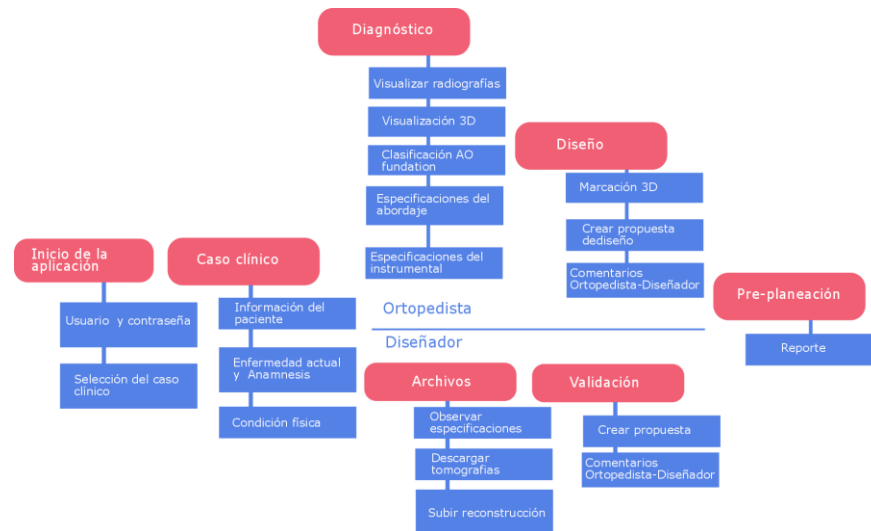 Diagnóstico
Visualizar radiografías
Visualización 3D
Clasificación AO
fundation
Especificaciones del
abordaje
Especificaciones del
instrumental
Diseño
Marcación 3D
Crear propuesta
dediseño
Comentarios
Ortopedista-Diseñador
Inicio de la
aplicación
Usuario y contraseña
Selección del caso
clínico
Caso clínico
Información del
paciente
Enfermedad actual
y Anamnesis
Condición física
Ortopedista
Diseñador
Archivos
Observar
especificaciones
Descargar
tomografias
Subir reconstrucción
Validación
Crear propuesta
Comentarios
Ortopedista-Diseñador
Pre-planeación
Reporte